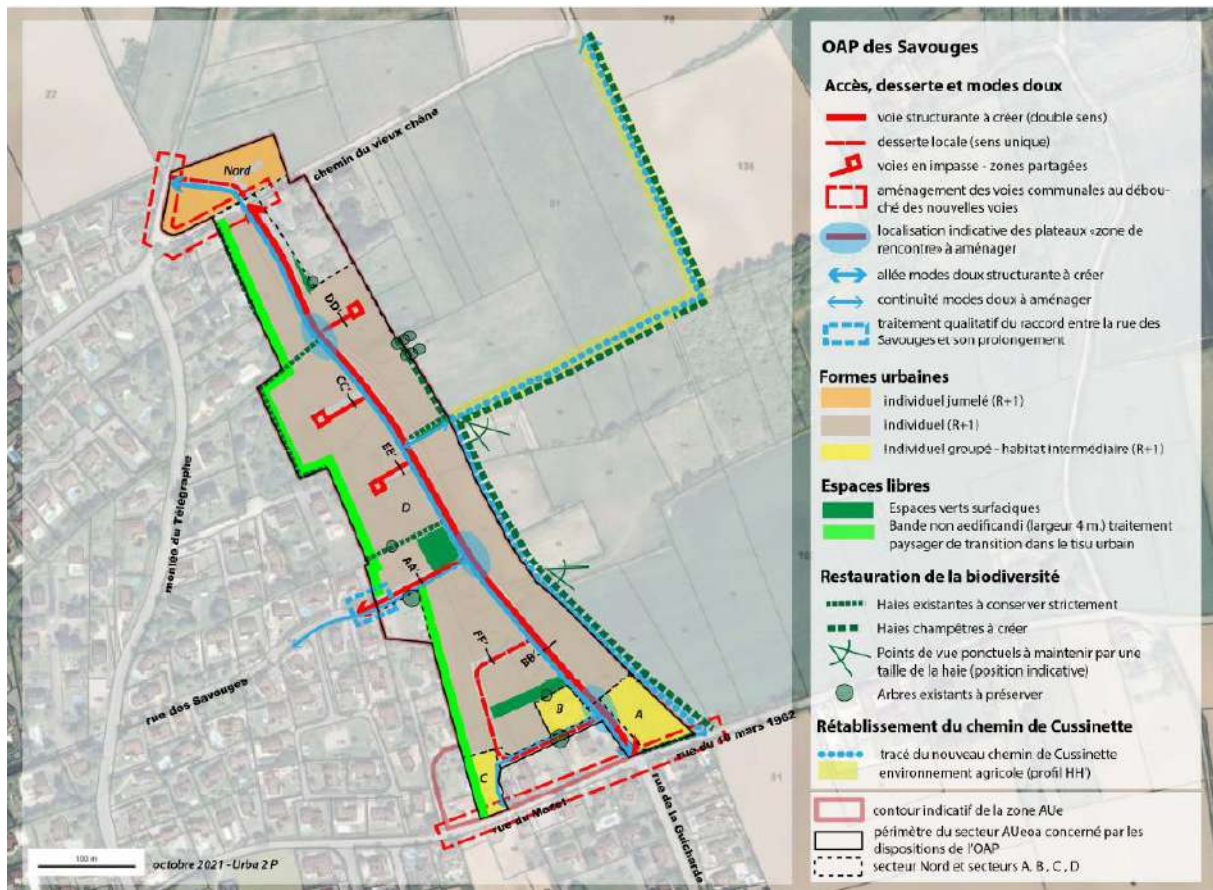 OAP des Savouges
Accès, desserte et modes doux
voie structurante à créer (double sens)
desserte locale (sens unique)
voies en impasse - zones partagées
aménagement des voies communales au débou-
ché des nouvelles voies
localisation indicative des plateaux «zone de
rencontre» à aménager
allée modes doux structurante à créer
continuité modes doux à aménager
traitement qualitatif du raccord entre la rue des
Savouges et son prolongement
Formes urbaines
individuel jumelé (R+1)
individuel (R+1)
Individuel groupé - habitat intermédiaire (R+1)
Espaces libres
Espaces verts surfaciques
Bande non aedificandi (largeur 4 m.) traitement
paysager de transition dans le tisu urbain
Restauration de la biodiversité
Haies existantes à conserver strictement
Haies champêtres à créer
Points de vue ponctuels à maintenir par une
taille de la haie (position indicative)
Arbres existants à préserver
Rétablissement du chemin de Cussinette
tracé du nouveau chemin de Cussinette
environnement agricole (profil HH')
contour indicatif de la zone AUe
périmètre du secteur AUeoa concerné par les
dispositions de l'OAP
secteur Nord et secteurs A, B, C, D
22
Nord
chemin du vieux chêne
DD'
CC'
EE'
D
AA'
FF'
BB'
B
A
C
montée du Télégraphe
rue des Savouges
rue du Mollet
rue de la Guicharde
100 m
octobre 2021 - Urba 2 P